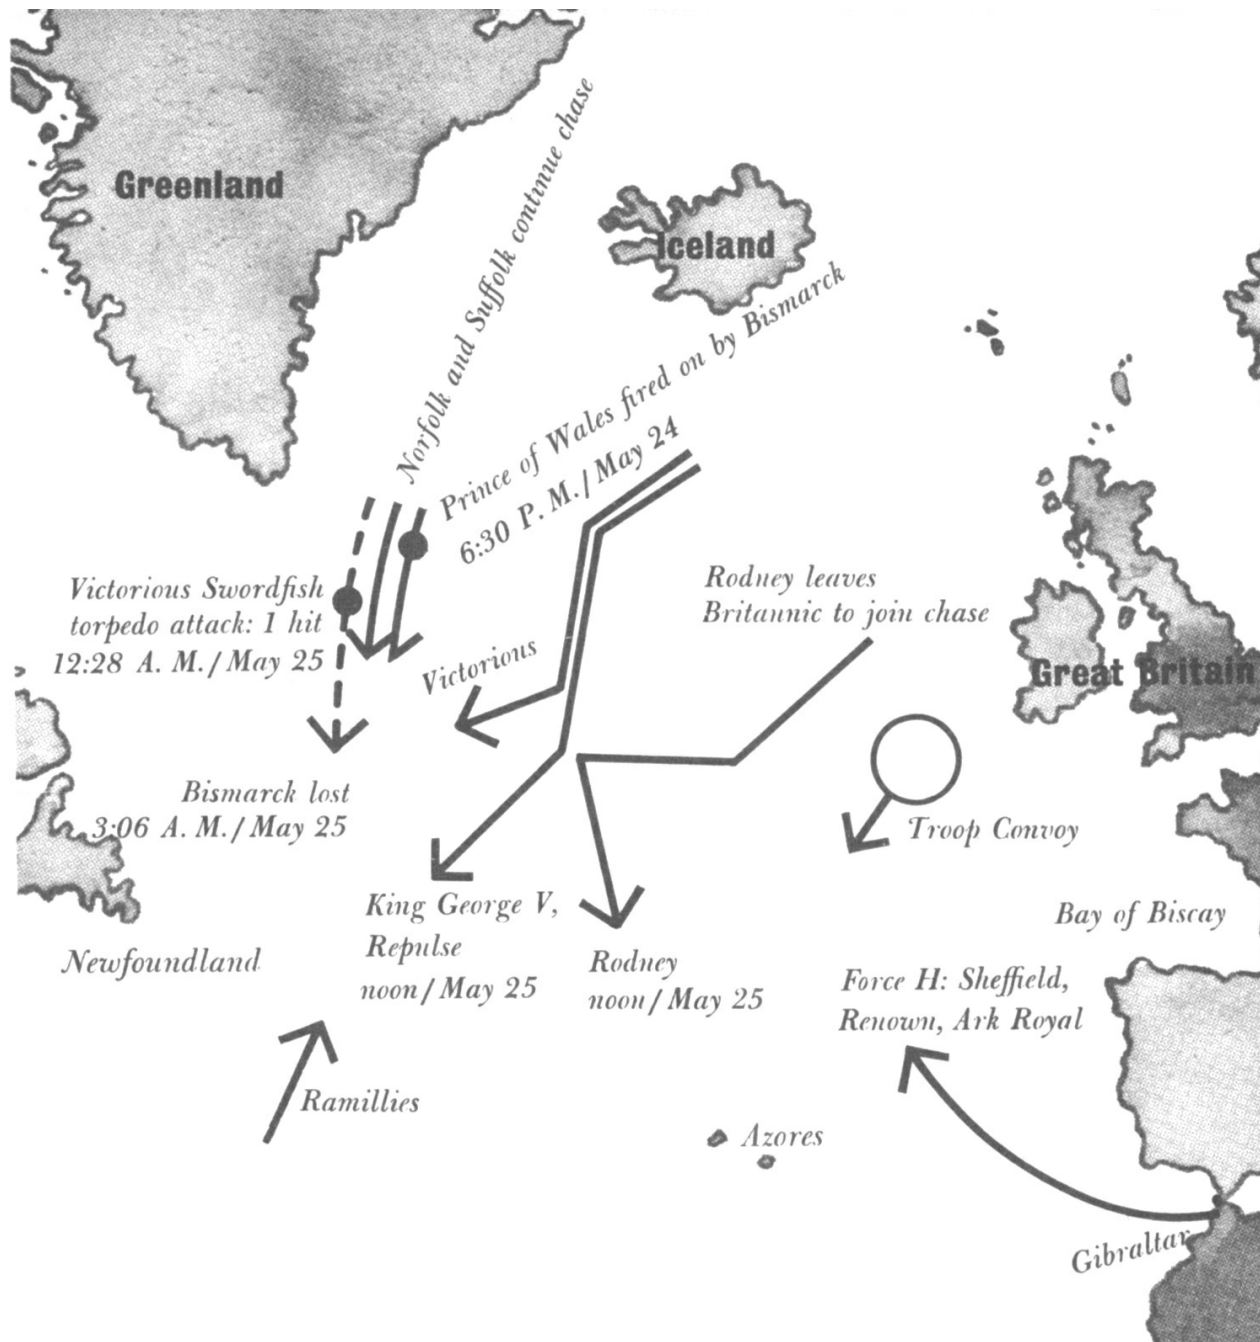 Greenland
Norfolk and Suffolk continue chase
Iceland
Prince of Wales fired on by Bismarck
6:30 P. M. / May 24
Victorious Swordfish
torpedo attack: 1 hit
12:28 A. M. / May 25
Victorious
Rodney leaves
Britannic to join chase
Great Britain
Bismarck lost
3:06 A. M. / May 25
Troop Convoy
King George V,
Repulse
noon / May 25
Newfoundland
Rodney
noon / May 25
Bay of Biscay
Force H: Sheffield,
Renown, Ark Royal
Ramillies
Azores
Gibraltar